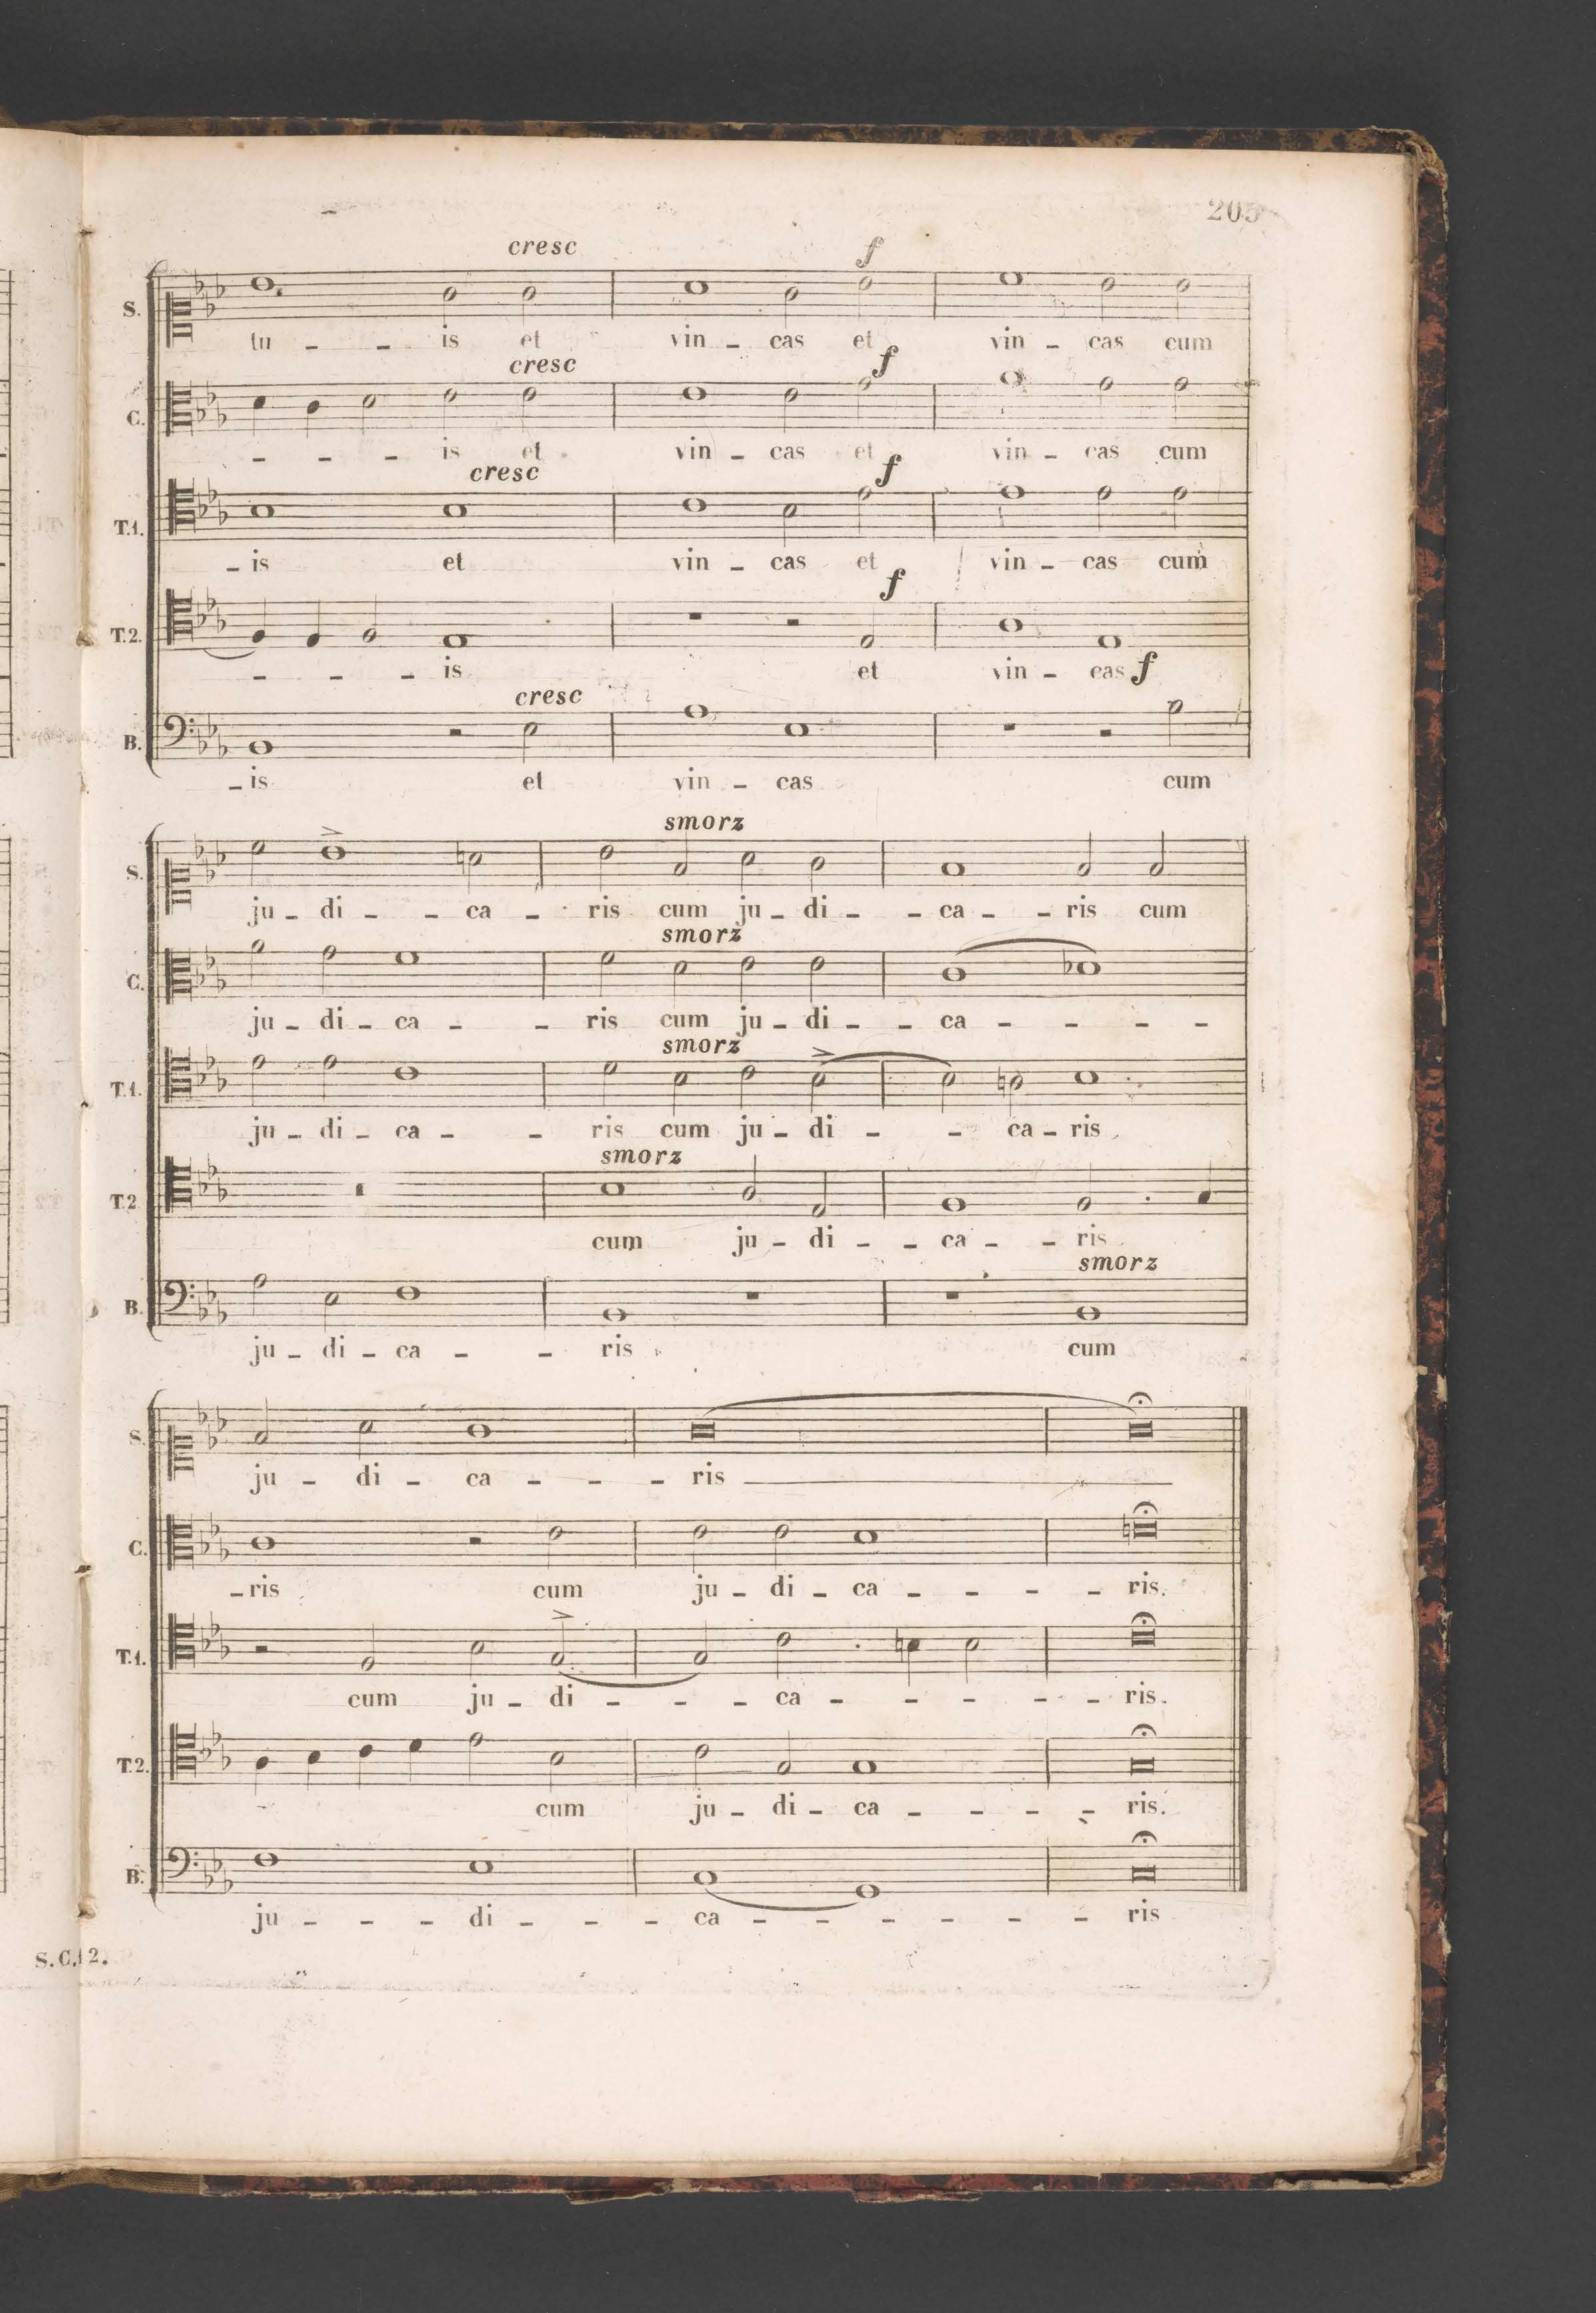 205
cresc f
S.
tu - - is et vin - cas et vin - cas cum
cresc f
C.
- - - is et vin - cas et vin - cas cum
cresc f
T.1.
- is et vin - cas et vin - cas cum
f
T.2.
- - - is et vin - cas f
cresc
B.
- is et vin - cas cum
smorz
S.
ju - di - - ca - ris cum ju - di - - ca - - ris cum
smorz
C.
ju - di - ca - - ris cum ju - di - - ca - - - -
smorz
T.1.
ju - di - ca - - ris cum ju - di - - ca - ris
smorz
T.2
cum ju - di - - ca - - ris
smorz
B.
ju - di - ca - - ris cum
S.
ju - di - ca - - - ris
C.
- ris cum ju - di - ca - - - - ris.
T.1.
cum ju - di - - - ca - - - - - ris.
T.2.
cum ju - di - ca - - - - ris.
B.
ju - - - di - - - ca - - - - - - ris
S.C.12.